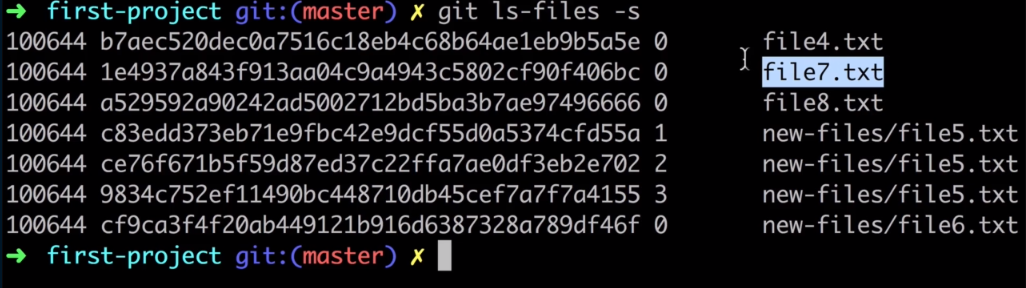 ➜ first-project git:(master) ✗ git ls-files -s
100644 b7aec520dec0a7516c18eb4c68b64ae1eb9b5a5e 0 file4.txt
100644 1e4937a843f913aa04c9a4943c5802cf90f406bc 0 file7.txt
100644 a529592a90242ad5002712bd5ba3b7ae97496666 0 file8.txt
100644 c83edd373eb71e9fbc42e9dcf55d0a5374cfd55a 1 new-files/file5.txt
100644 ce76f671b5f59d87ed37c22ffa7ae0df3eb2e702 2 new-files/file5.txt
100644 9834c752ef11490bc448710db45cef7a7f7a4155 3 new-files/file5.txt
100644 cf9ca3f4f20ab449121b916d6387328a789df46f 0 new-files/file6.txt
➜ first-project git:(master) ✗